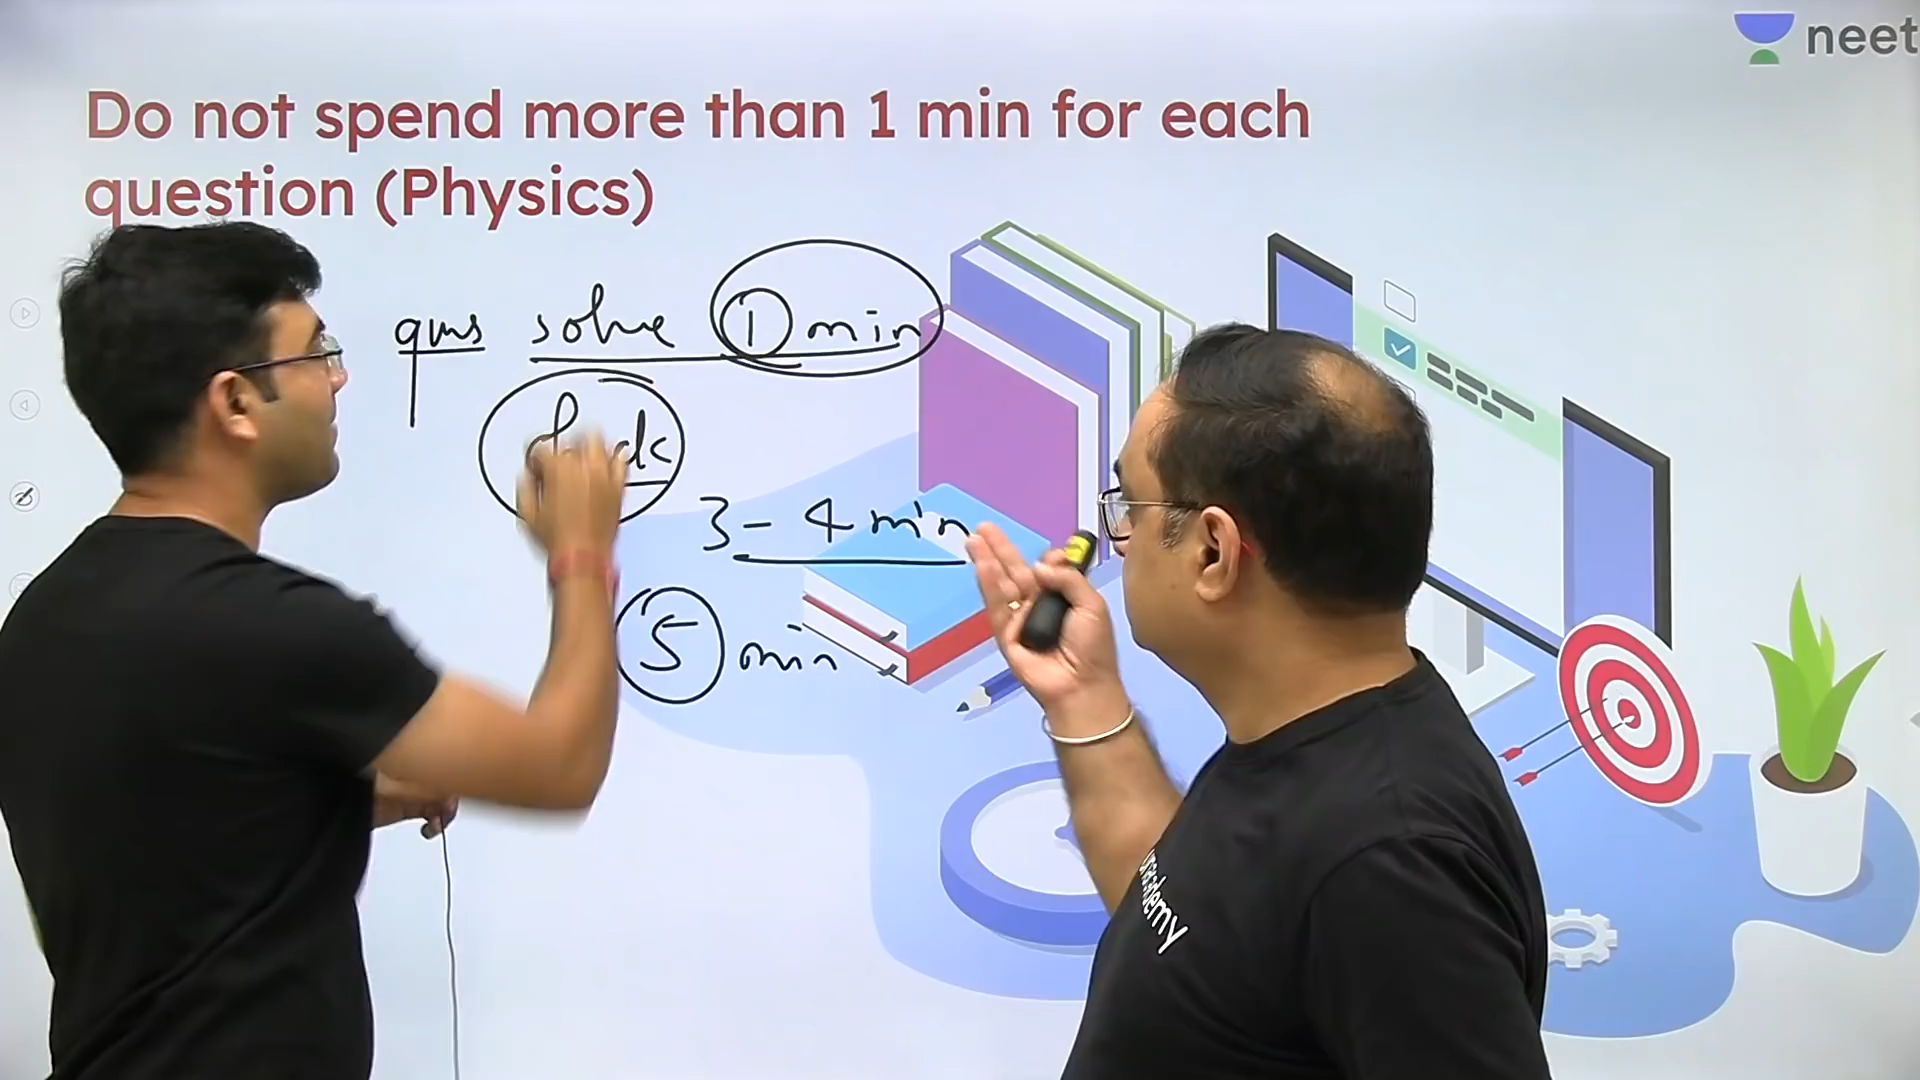 neet
Do not spend more than 1 min for each
question (Physics)
qus solve 1 min
3 - 4 min
5 min
unacademy